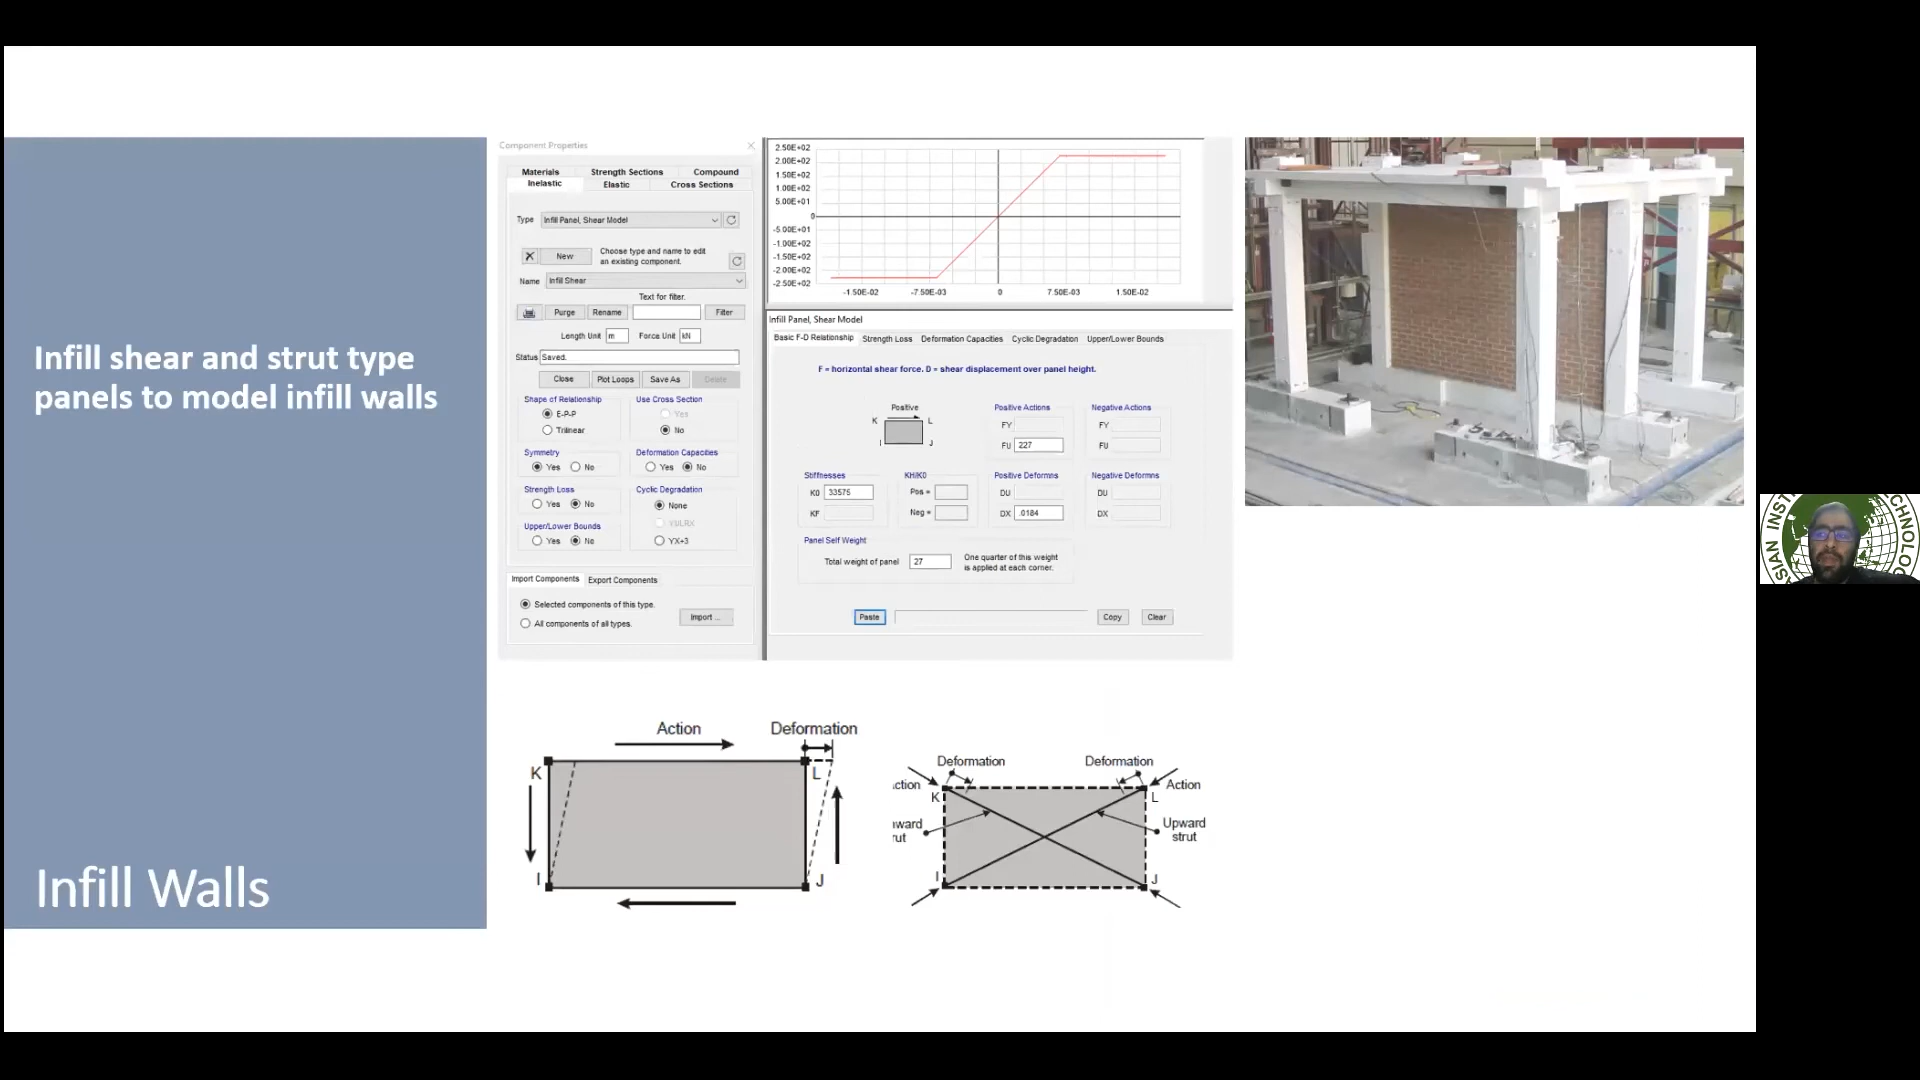 Infill shear and strut type
panels to model infill walls
Infill Walls
Component Properties
Materials Strength Sections Compound
Inelastic Elastic Cross Sections
Type Infill Panel, Shear Model
New Choose type and name to edit
an existing component.
Name Infill Shear
Text for filter.
Purge Rename Filter
Length Unit m Force Unit kN
Status Saved.
Close Plot Loops Save As Delete
Shape of Relationship
E-P-P
Trilinear
Use Cross Section
Yes
No
Symmetry
Yes No
Deformation Capacities
Yes No
Strength Loss
Yes No
Cyclic Degradation
None
YULRX
YX+3
Upper/Lower Bounds
Yes No
Import Components Export Components
Selected components of this type.
All components of all types.
Import ...
2.50E+02
2.00E+02
1.50E+02
1.00E+02
5.00E+01
0
-5.00E+01
-1.00E+02
-1.50E+02
-2.00E+02
-2.50E+02
-1.50E-02 -7.50E-03 0 7.50E-03 1.50E-02
Infill Panel, Shear Model
Basic F-D Relationship Strength Loss Deformation Capacities Cyclic Degradation Upper/Lower Bounds
F = horizontal shear force. D = shear displacement over panel height.
Positive
K L
I J
Positive Actions
FY
FU 227
Negative Actions
FY
FU
Stiffnesses
K0 33575
KF
KH/K0
Pos =
Neg =
Positive Deformns
DU
DX .0184
Negative Deformns
DU
DX
Panel Self Weight
Total weight of panel 27
One quarter of this weight
is applied at each corner.
Paste Copy Clear
Action Deformation
K L
I J
Deformation Deformation
ction Action
K L
ward
rut
Upward
strut
I J
ASIAN INST
CHNOLOG